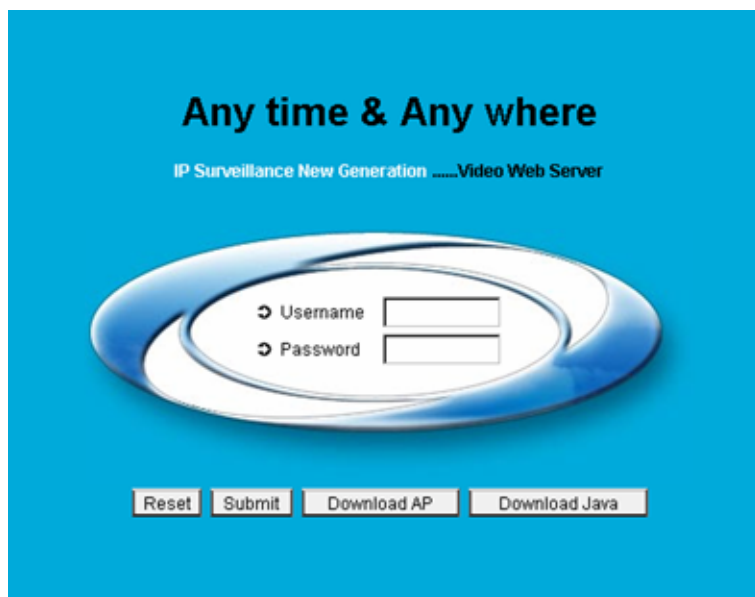 Any time & Any where
IP Surveillance New Generation ......Video Web Server
Username
Password
Reset Submit Download AP Download Java